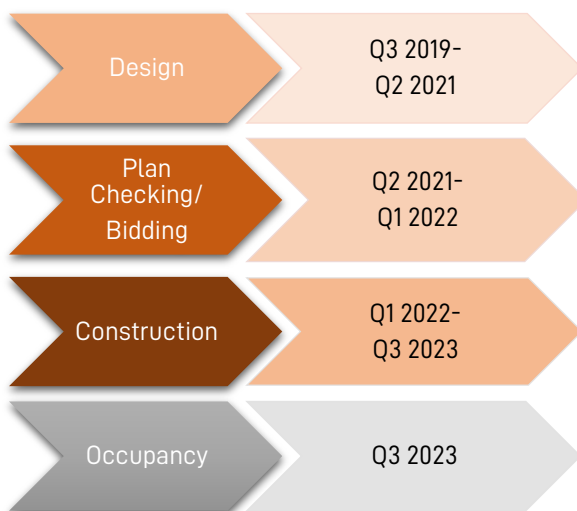 Design
Q3 2019-
Q2 2021
Plan
Checking/
Bidding
Q2 2021-
Q1 2022
Construction
Q1 2022-
Q3 2023
Occupancy
Q3 2023